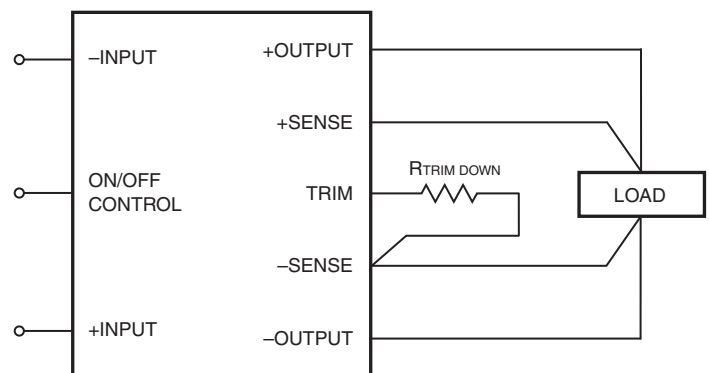 –INPUT
ON/OFF
CONTROL
+INPUT
+OUTPUT
+SENSE
TRIM
–SENSE
–OUTPUT
RTRIM DOWN
LOAD